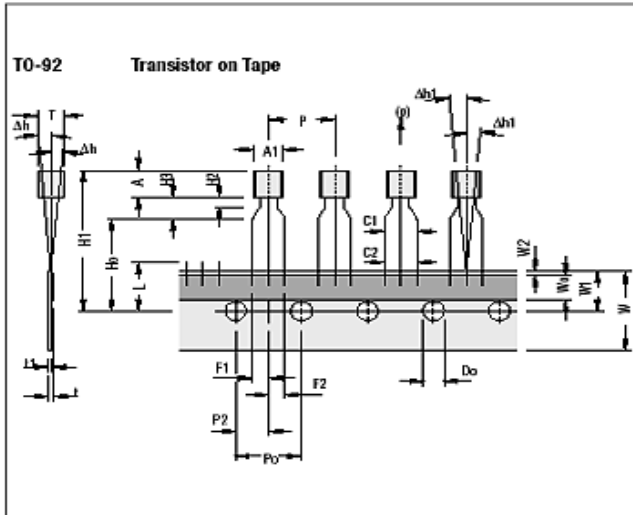 TO-92 Transistor on Tape
Δh1
Δh T P (p)
Δh Δh1
A1
A H3 H2
C1
H1 Ho
C2 W2
L Wo W1
W
F1 Do
F2
t
P2
Po